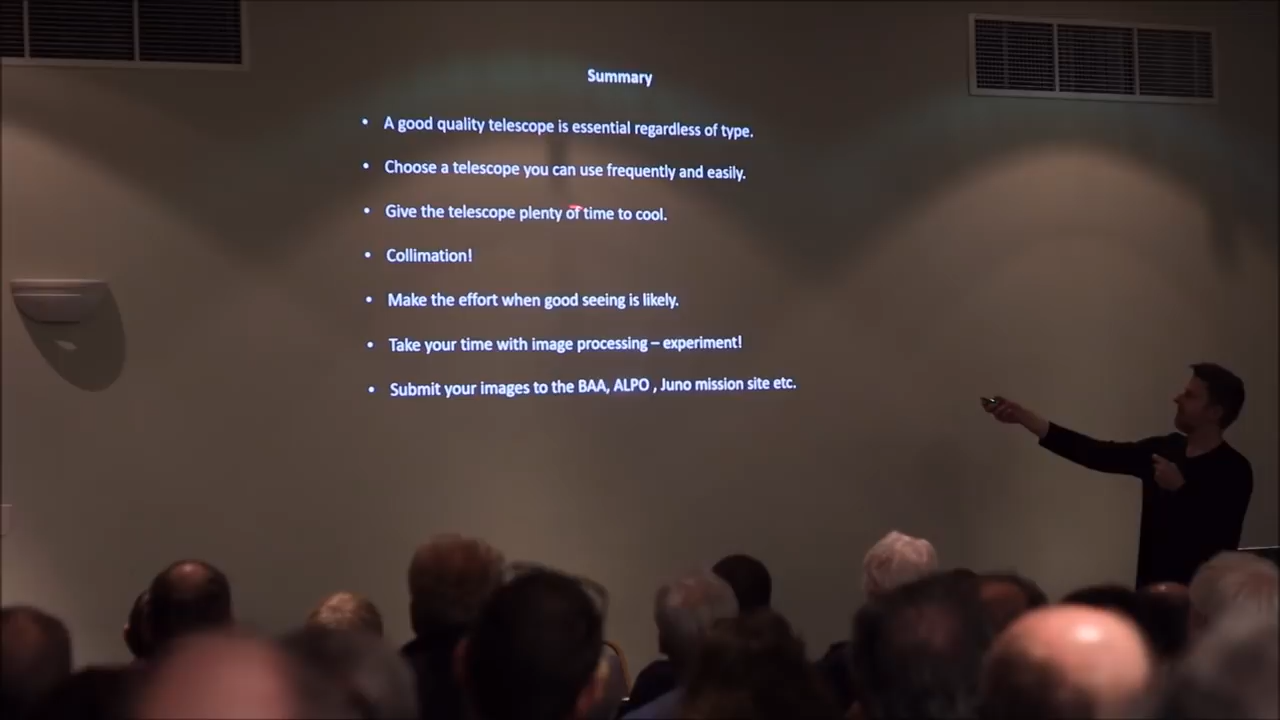 Summary
• A good quality telescope is essential regardless of type.
• Choose a telescope you can use frequently and easily.
• Give the telescope plenty of time to cool.
• Collimation!
• Make the effort when good seeing is likely.
• Take your time with image processing – experiment!
• Submit your images to the BAA, ALPO , Juno mission site etc.